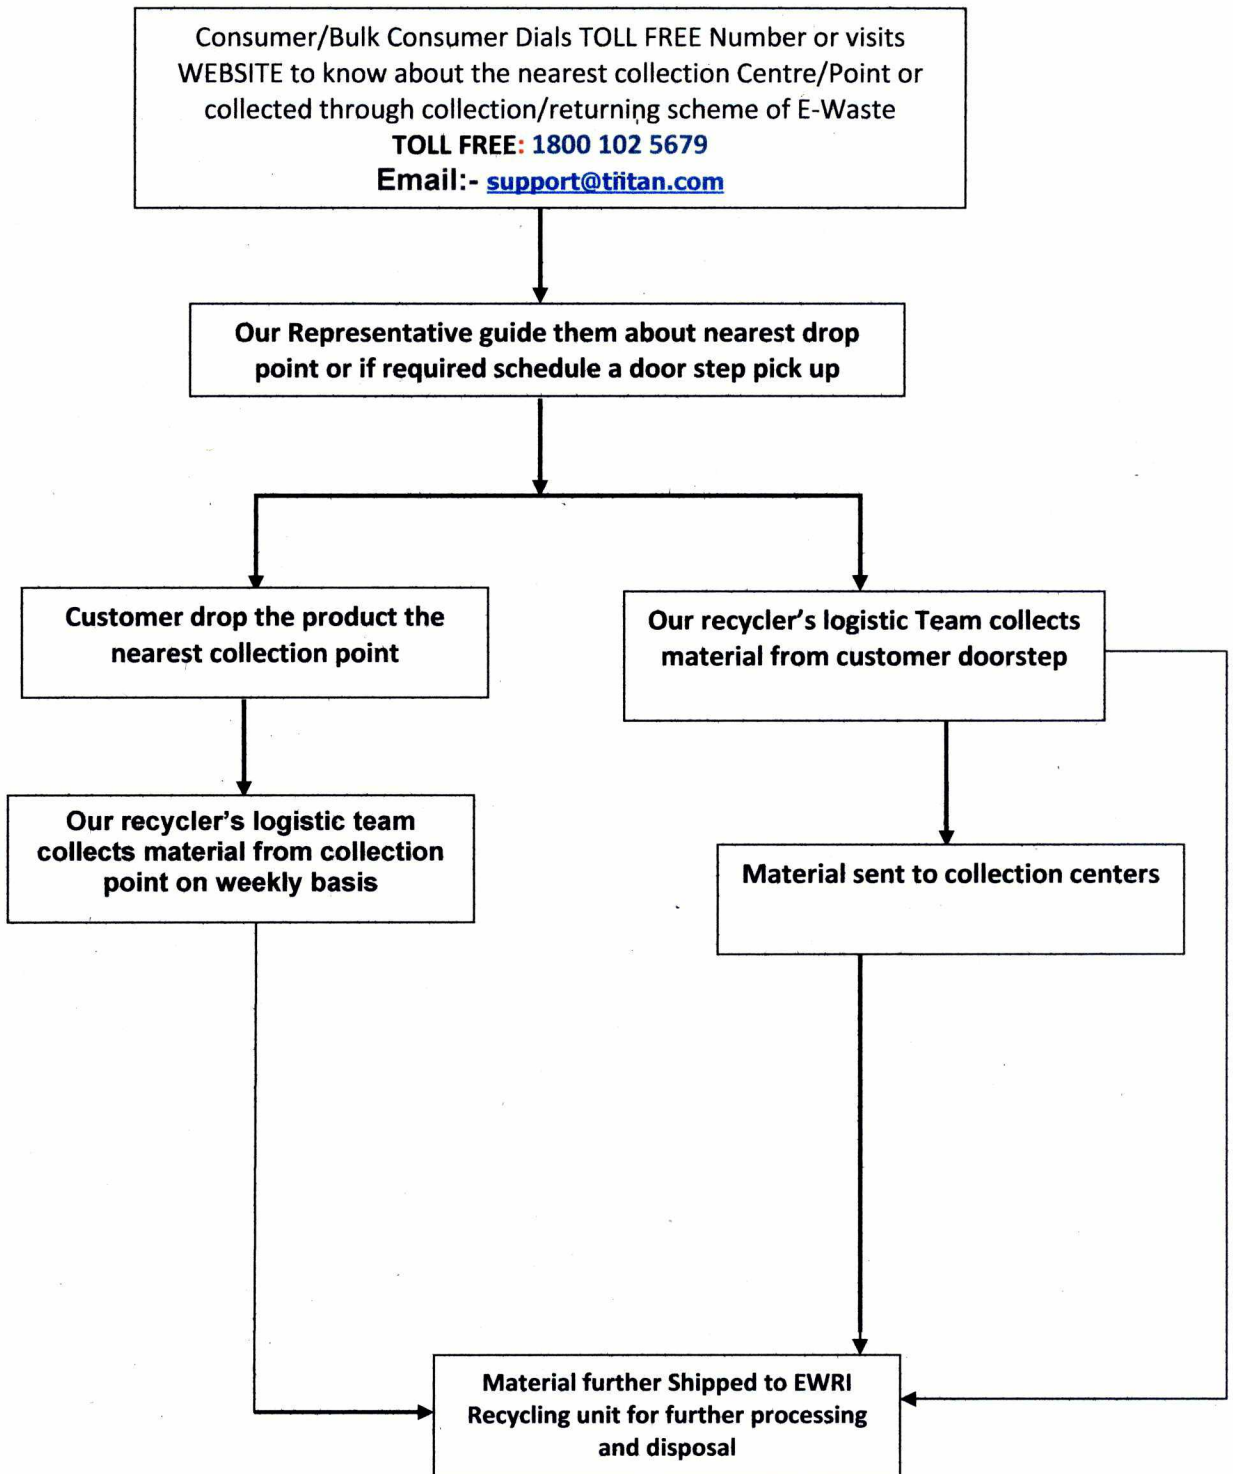 Consumer/Bulk Consumer Dials TOLL FREE Number or visits
WEBSITE to know about the nearest collection Centre/Point or
collected through collection/returning scheme of E-Waste
TOLL FREE: 1800 102 5679
Email:- support@tritan.com
Our Representative guide them about nearest drop
point or if required schedule a door step pick up
Customer drop the product the
nearest collection point
Our recycler's logistic Team collects
material from customer doorstep
Our recycler's logistic team
collects material from collection
point on weekly basis
Material sent to collection centers
Material further Shipped to EWRI
Recycling unit for further processing
and disposal